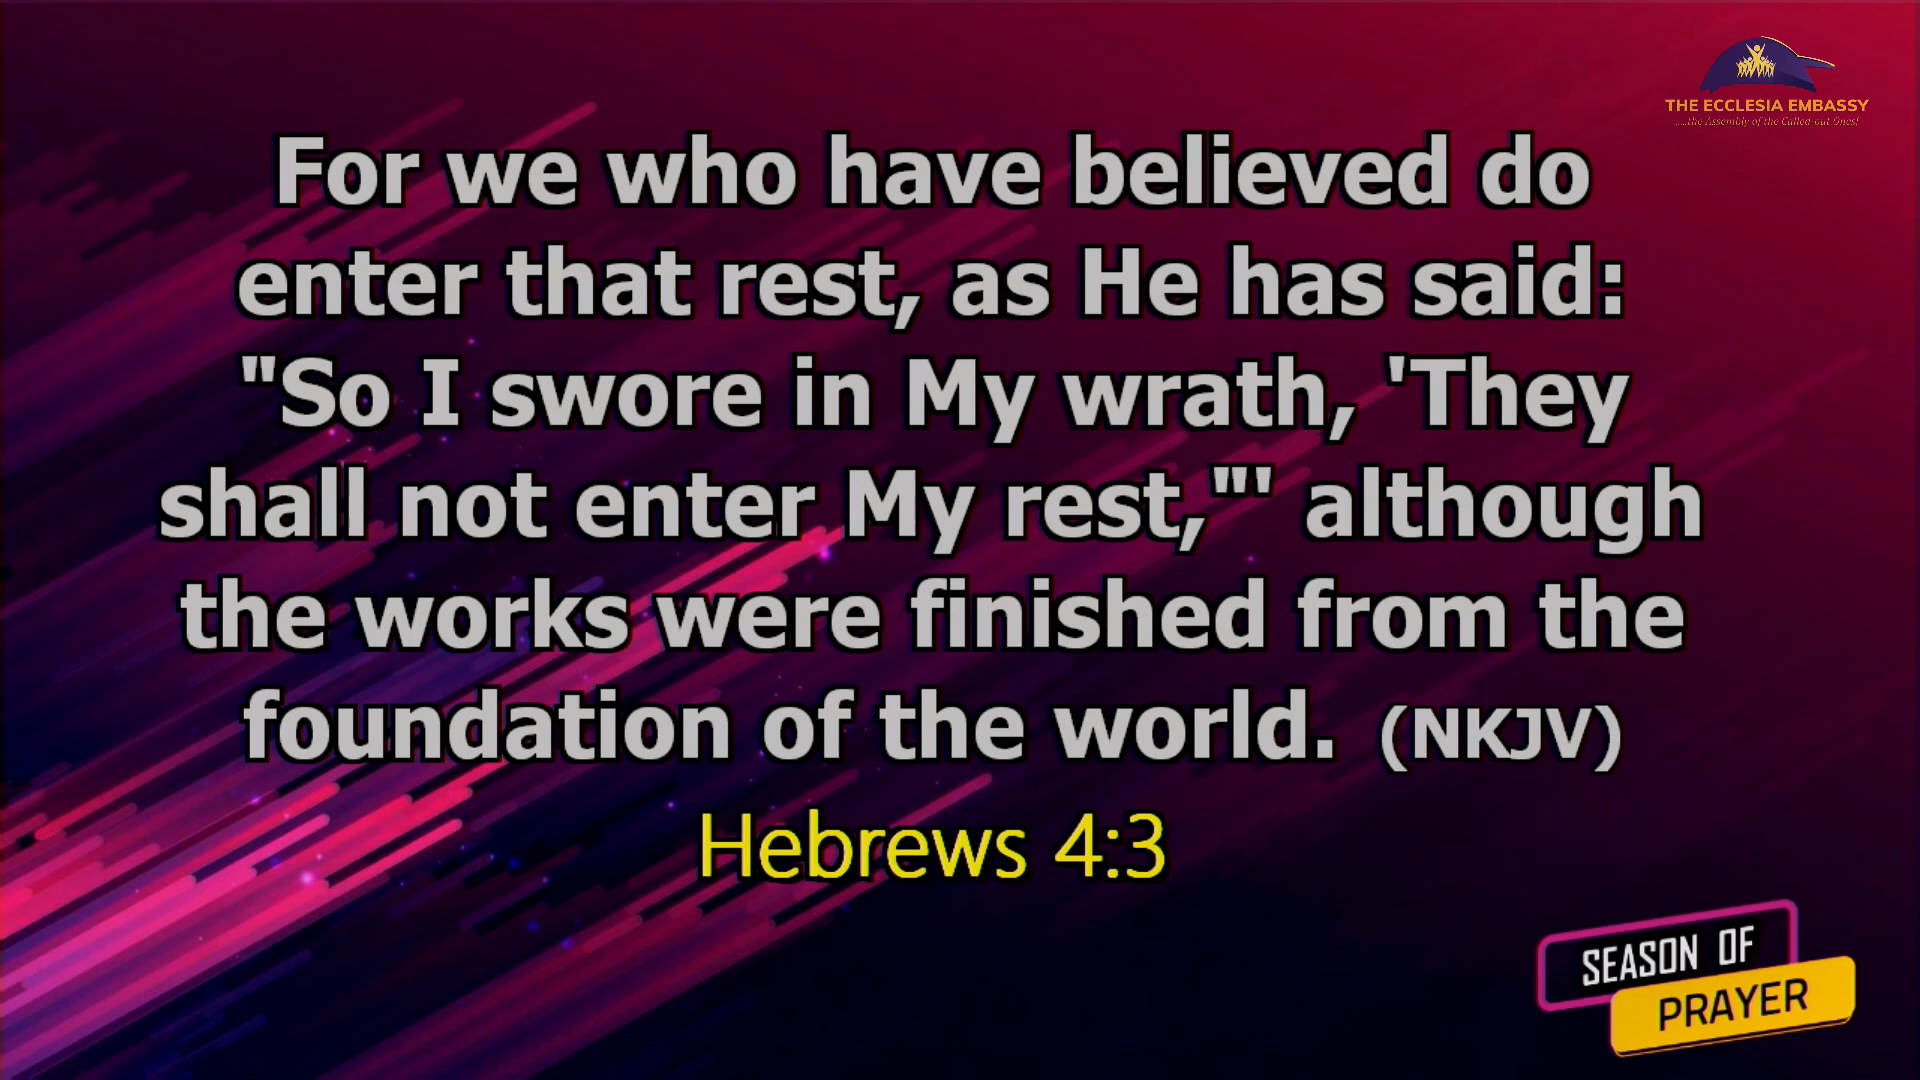 THE ECCLESIA EMBASSY
.....the Assembly of the Called-out Ones!
For we who have believed do
enter that rest, as He has said:
"So I swore in My wrath, 'They
shall not enter My rest,"' although
the works were finished from the
foundation of the world. (NKJV)
Hebrews 4:3
SEASON OF
PRAYER